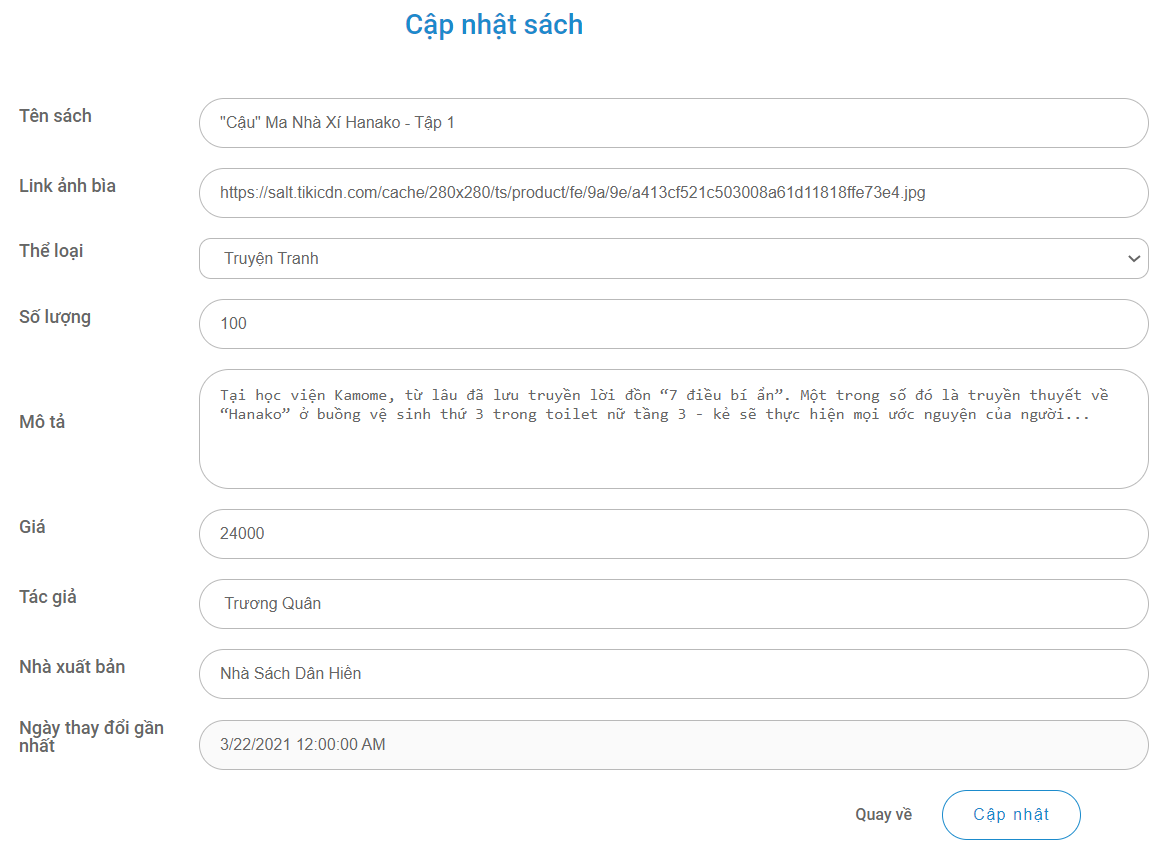 Cập nhật sách
Tên sách
"Cậu" Ma Nhà Xí Hanako - Tập 1
Link ảnh bìa
https://salt.tikicdn.com/cache/280x280/ts/product/fe/9a/9e/a413cf521c503008a61d11818ffe73e4.jpg
Thể loại
Truyện Tranh
Số lượng
100
Mô tả
Tại học viện Kamome, từ lâu đã lưu truyền lời đồn “7 điều bí ẩn”. Một trong số đó là truyền thuyết về
“Hanako” ở buồng vệ sinh thứ 3 trong toilet nữ tầng 3 - kẻ sẽ thực hiện mọi ước nguyện của người...
Giá
24000
Tác giả
Trương Quân
Nhà xuất bản
Nhà Sách Dân Hiền
Ngày thay đổi gần
nhất
3/22/2021 12:00:00 AM
Quay về
Cập nhật